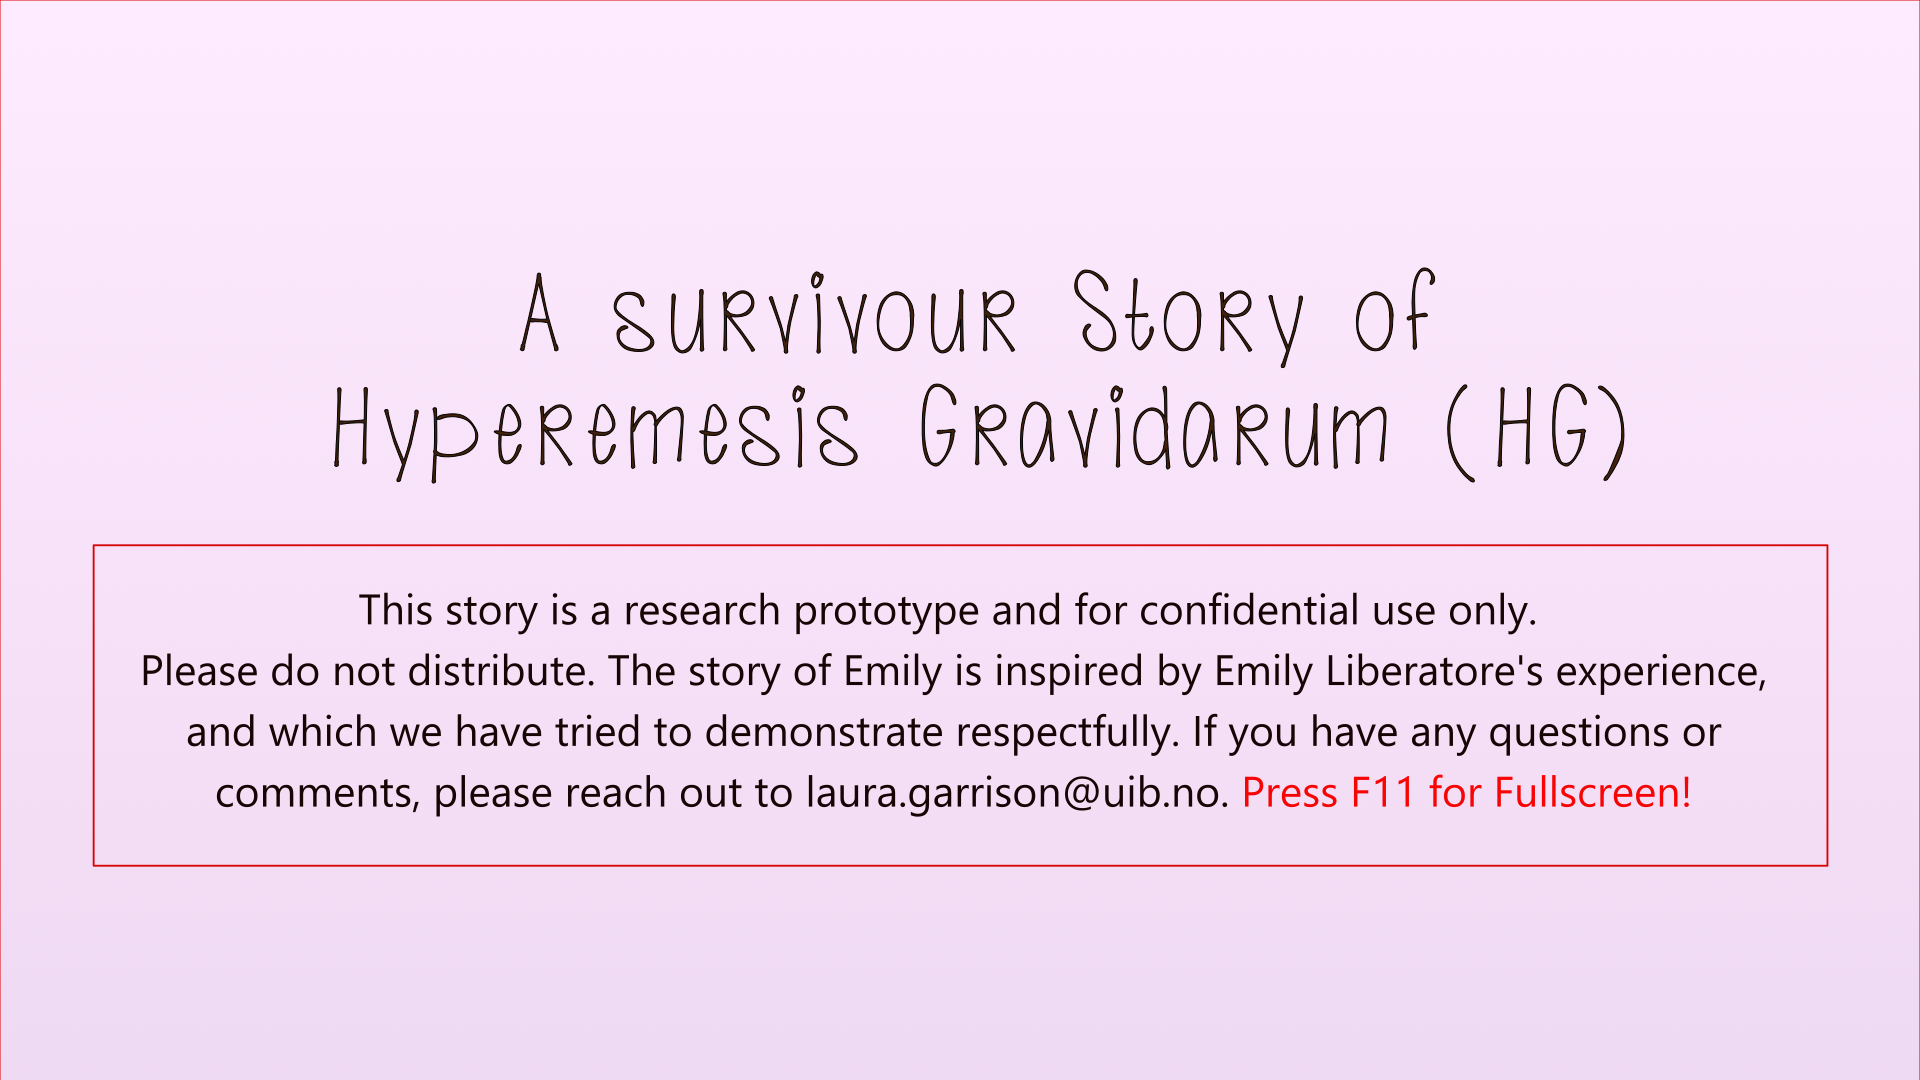 A survivour Story of
Hyperemesis Gravidarum (HG)
This story is a research prototype and for confidential use only.
Please do not distribute. The story of Emily is inspired by Emily Liberatore's experience,
and which we have tried to demonstrate respectfully. If you have any questions or
comments, please reach out to laura.garrison@uib.no. Press F11 for Fullscreen!